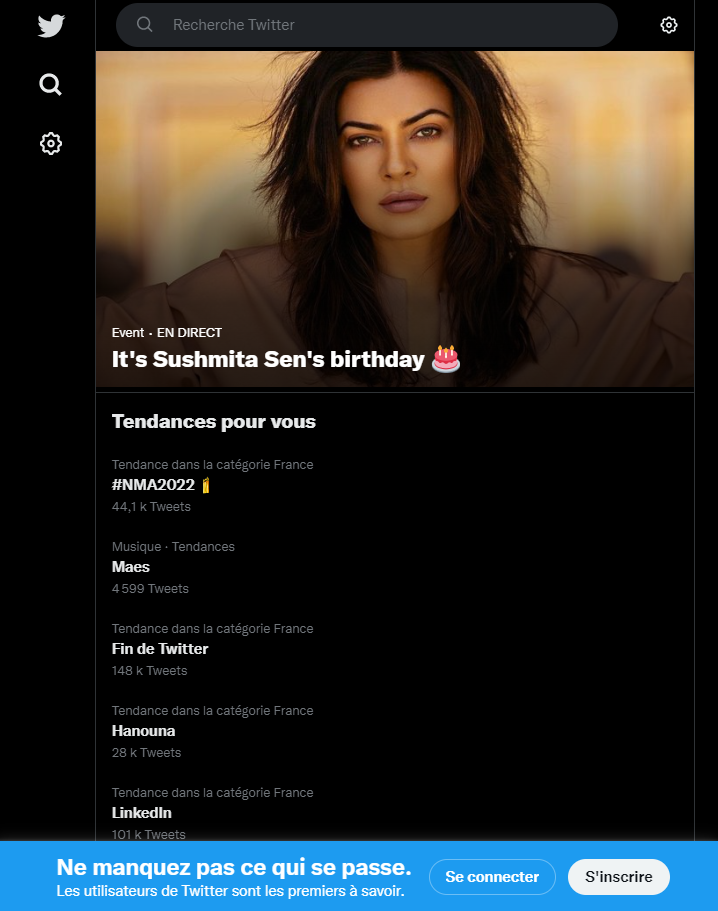 Recherche Twitter
Event · EN DIRECT
It's Sushmita Sen's birthday 🎂
Tendances pour vous
Tendance dans la catégorie France
#NMA2022
44,1 k Tweets
Musique · Tendances
Maes
4 599 Tweets
Tendance dans la catégorie France
Fin de Twitter
148 k Tweets
Tendance dans la catégorie France
Hanouna
28 k Tweets
Tendance dans la catégorie France
LinkedIn
101 k Tweets
Ne manquez pas ce qui se passe.
Les utilisateurs de Twitter sont les premiers à savoir.
Se connecter
S'inscrire